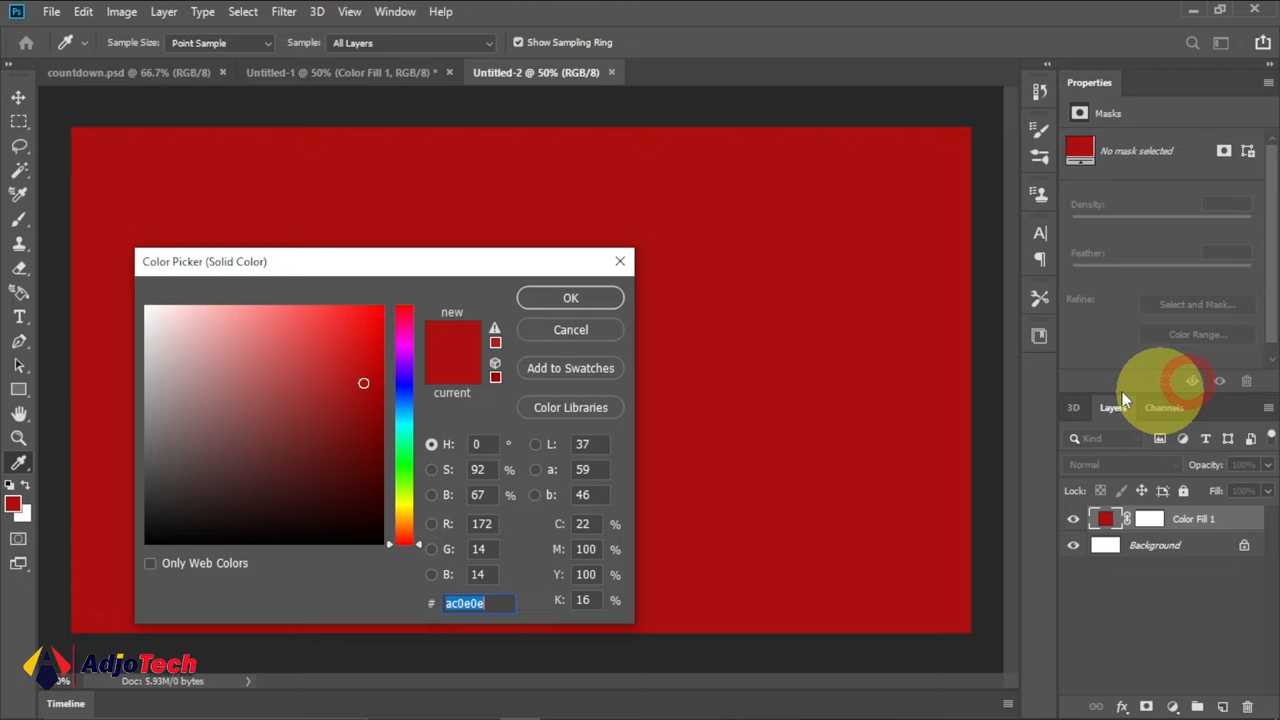 Ps File Edit Image Layer Type Select Filter 3D View Window Help
Sample Size: Point Sample Sample: All Layers Show Sampling Ring
countdown.psd @ 66.7% (RGB/8) Untitled-1 @ 50% (Color Fill 1, RGB/8) * Untitled-2 @ 50% (RGB/8)
Properties
Masks
No mask selected
Density:
Feather:
Refine: Select and Mask...
Color Range...
Color Picker (Solid Color)
new
current
OK
Cancel
Add to Swatches
Color Libraries
H: 0 ° L: 37
S: 92 % a: 59
B: 67 % b: 46
R: 172 C: 22 %
G: 14 M: 100 %
B: 14 Y: 100 %
# ac0e0e K: 16 %
Only Web Colors
3D Layers Channels
Kind
Normal Opacity: 100%
Lock: Fill: 100%
Color Fill 1
Background
AdjoTech
0% Doc: 5.93M/0 bytes
Timeline